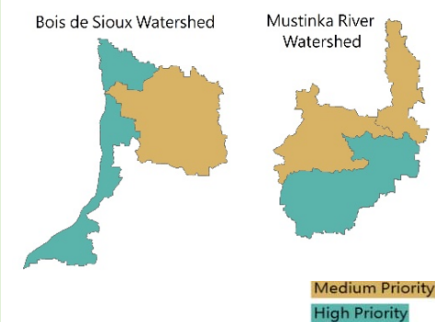 Bois de Sioux Watershed
Mustinka River
Watershed
Medium Priority
High Priority